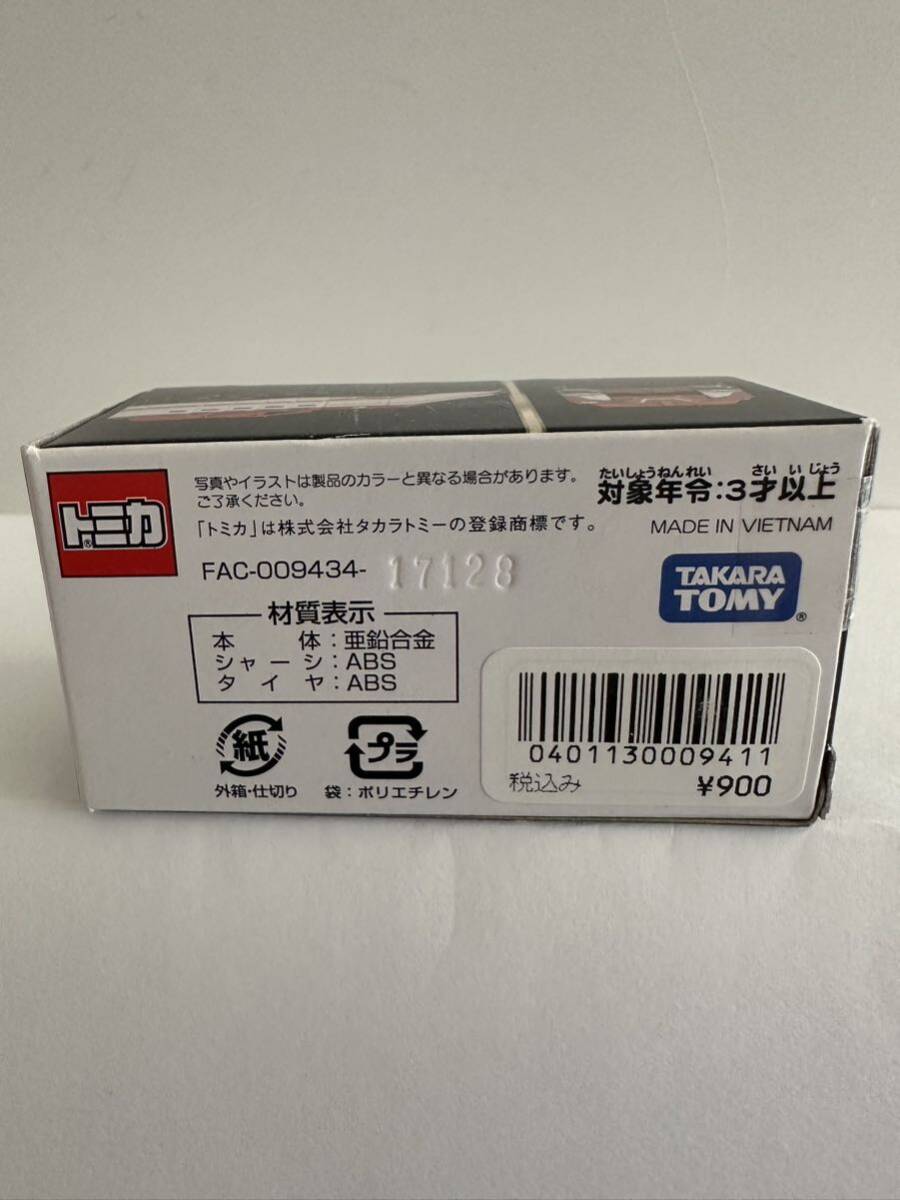 トミカ®
写真やイラストは製品のカラーと異なる場合があります。
ご了承ください。
「トミカ」は株式会社タカラトミーの登録商標です。
FAC-009434- 17128
たいしょうねんれい さいいじょう
対象年令:3才以上
MADE IN VIETNAM
TAKARA
TOMY®
材質表示
本体:亜鉛合金
シャーシ:ABS
タイヤ:ABS
紙
外箱・仕切り
プラ
袋:ポリエチレン
0401130009411
税込み ¥900